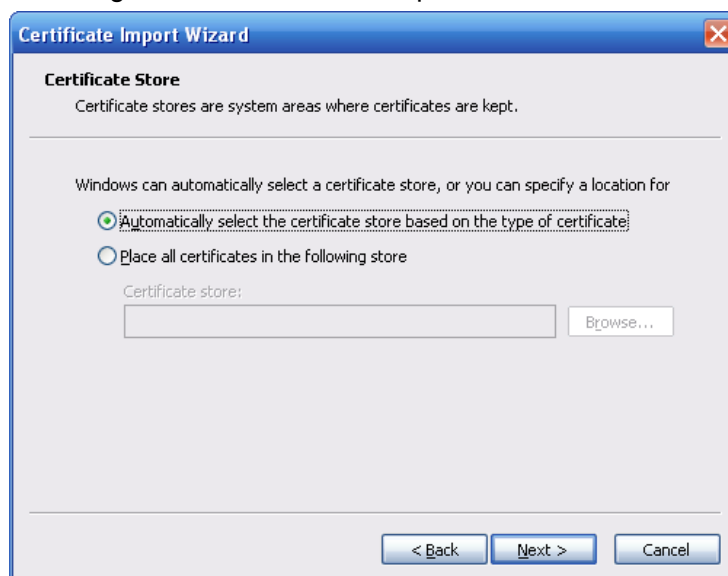 Certificate Import Wizard
Certificate Store
Certificate stores are system areas where certificates are kept.
Windows can automatically select a certificate store, or you can specify a location for
Automatically select the certificate store based on the type of certificate
Place all certificates in the following store
Certificate store:
Browse...
< Back
Next >
Cancel